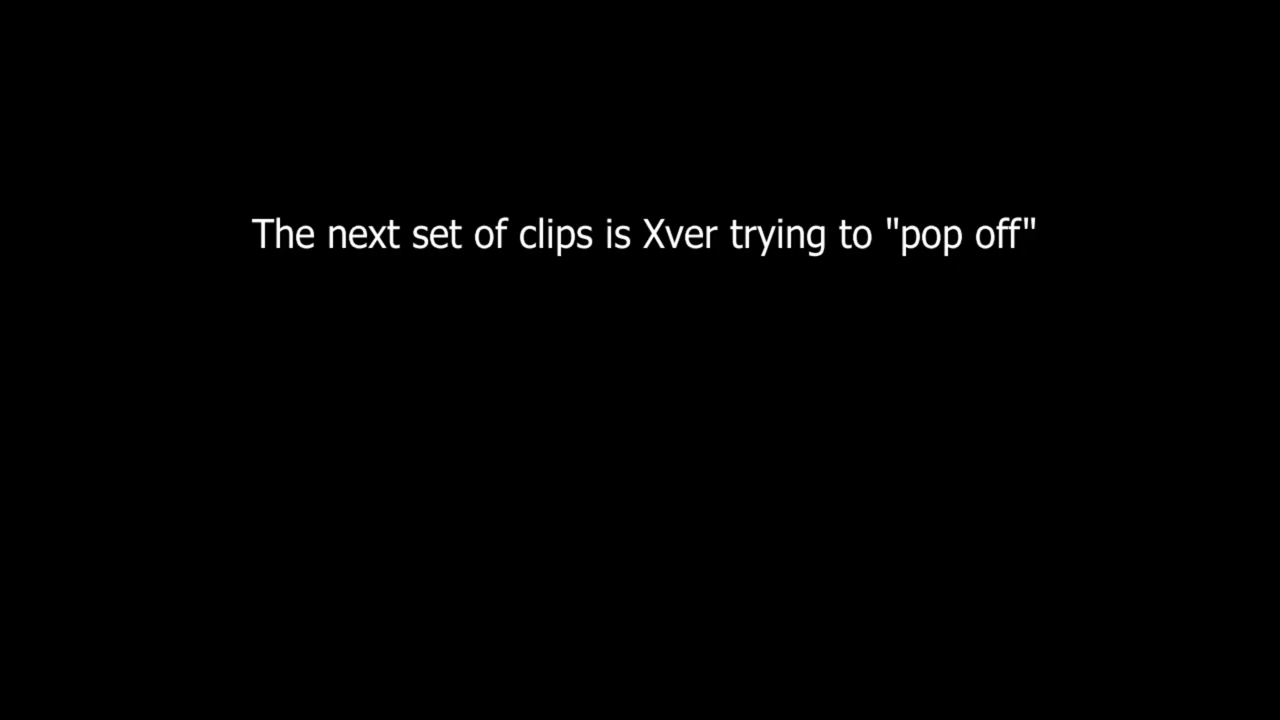 The next set of clips is Xver trying to "pop off"